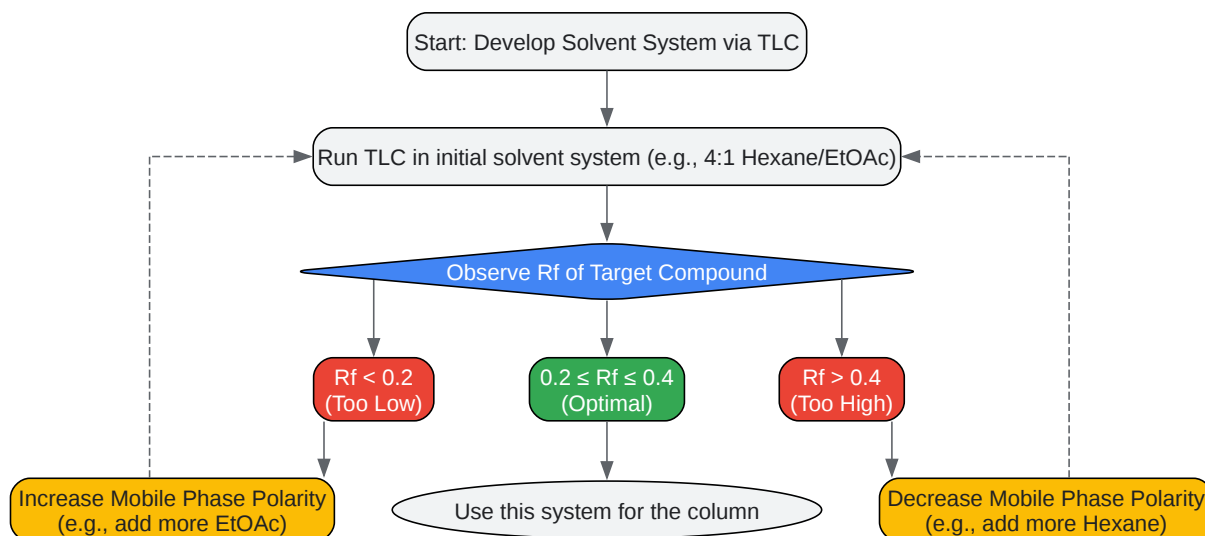 Start: Develop Solvent System via TLC
Run TLC in initial solvent system (e.g., 4:1 Hexane/EtOAc)
Observe Rf of Target Compound
Rf < 0.2
(Too Low)
0.2 ≤ Rf ≤ 0.4
(Optimal)
Rf > 0.4
(Too High)
Increase Mobile Phase Polarity
(e.g., add more EtOAc)
Use this system for the column
Decrease Mobile Phase Polarity
(e.g., add more Hexane)